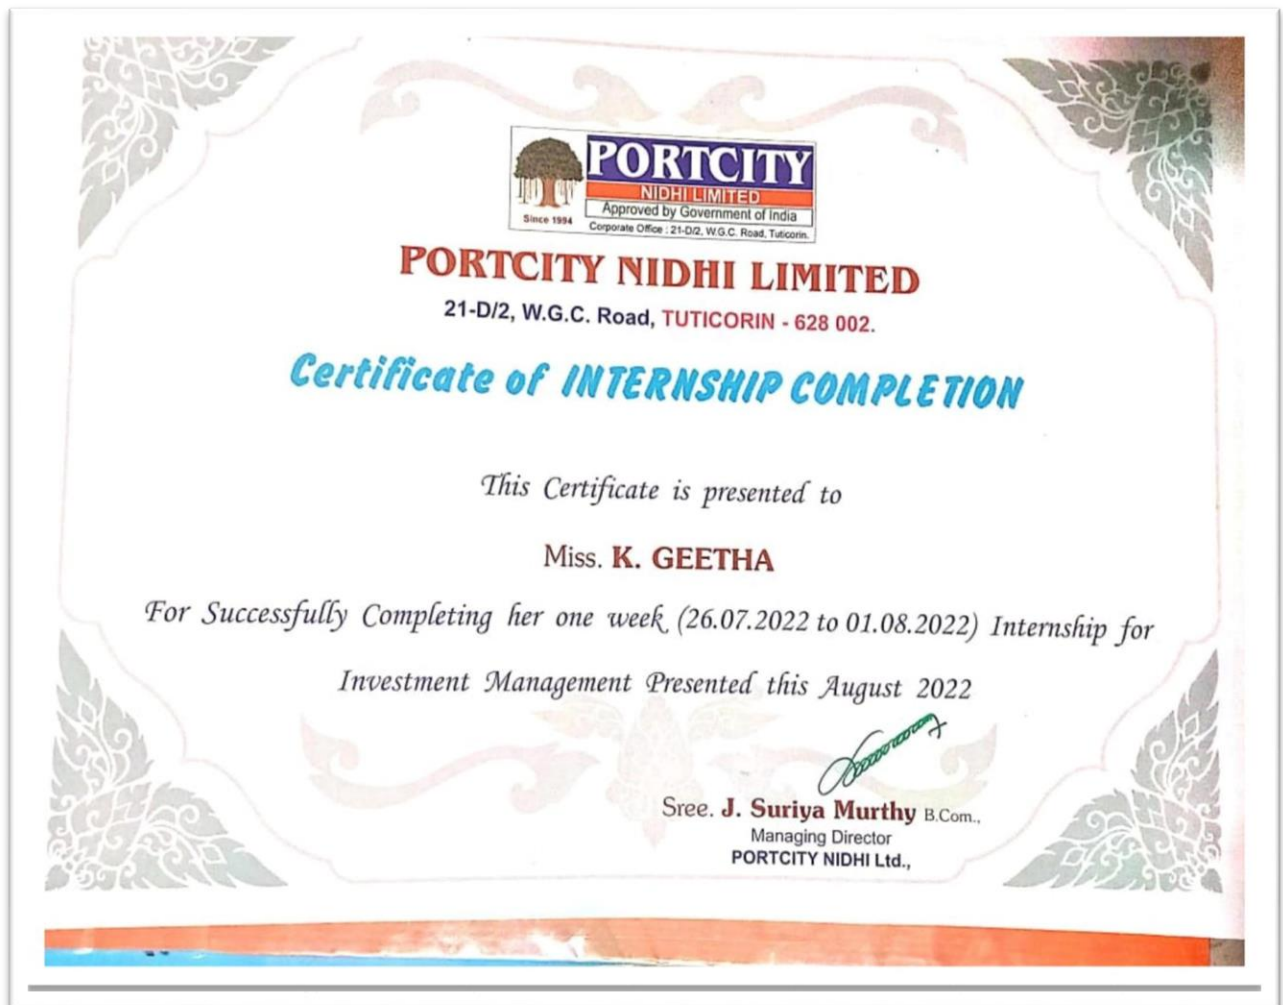 PORTCITY
NIDHI LIMITED
Approved by Government of India
Since 1994
Corporate Office : 21-D/2, W.G.C. Road, Tuticorin.
PORTCITY NIDHI LIMITED
21-D/2, W.G.C. Road, TUTICORIN - 628 002.
Certificate of INTERNSHIP COMPLETION
This Certificate is presented to
Miss. K. GEETHA
For Successfully Completing her one week (26.07.2022 to 01.08.2022) Internship for
Investment Management Presented this August 2022
Sree. J. Suriya Murthy B.Com.,
Managing Director
PORTCITY NIDHI Ltd.,